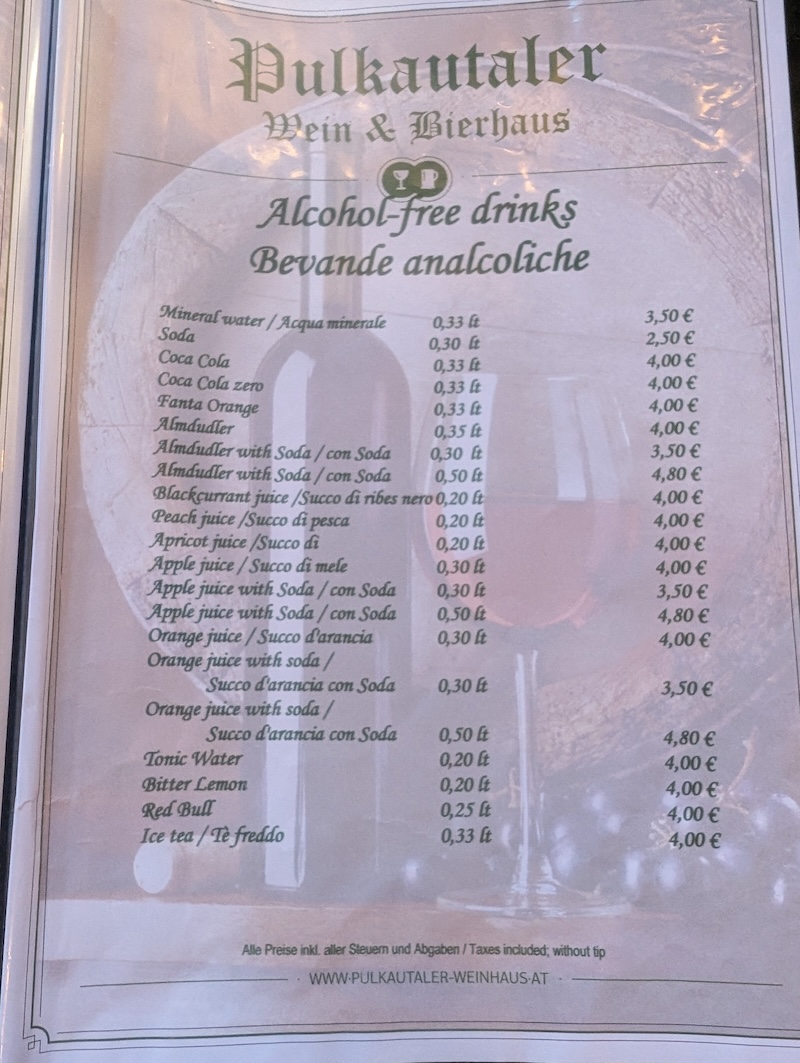 Pulkautaler
Wein & Bierhaus
Alcohol-free drinks
Bevande analcoliche
Mineral water / Acqua minerale 0,33 lt 3,50 €
Soda 0,30 lt 2,50 €
Coca Cola 0,33 lt 4,00 €
Coca Cola zero 0,33 lt 4,00 €
Fanta Orange 0,33 lt 4,00 €
Almdudler 0,35 lt 4,00 €
Almdudler with Soda / con Soda 0,30 lt 3,50 €
Almdudler with Soda / con Soda 0,50 lt 4,80 €
Blackcurrant juice /Succo di ribes nero 0,20 lt 4,00 €
Peach juice /Succo di pesca 0,20 lt 4,00 €
Apricot juice /Succo di 0,20 lt 4,00 €
Apple juice / Succo di mele 0,30 lt 4,00 €
Apple juice with Soda / con Soda 0,30 lt 3,50 €
Apple juice with Soda / con Soda 0,50 lt 4,80 €
Orange juice / Succo d'arancia 0,30 lt 4,00 €
Orange juice with soda /
Succo d'arancia con Soda 0,30 lt 3,50 €
Orange juice with soda /
Succo d'arancia con Soda 0,50 lt 4,80 €
Tonic Water 0,20 lt 4,00 €
Bitter Lemon 0,20 lt 4,00 €
Red Bull 0,25 lt 4,00 €
Ice tea / Tè freddo 0,33 lt 4,00 €
Alle Preise inkl. aller Steuern und Abgaben / Taxes included; without tip
· WWW·PULKAUTALER-WEINHAUS·AT ·